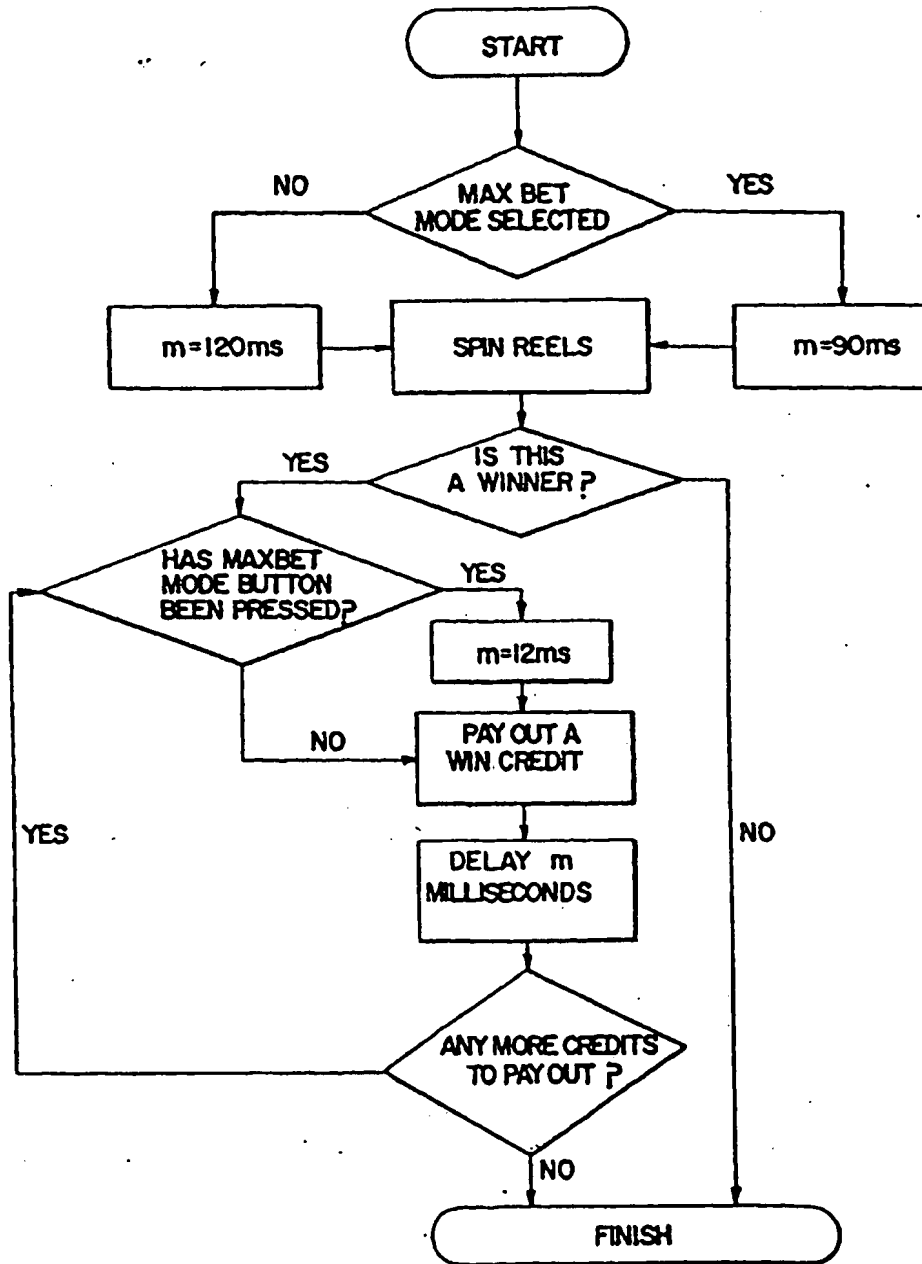 START
MAX BET
MODE SELECTED
NO
YES
m=120ms
SPIN REELS
m=90ms
IS THIS
A WINNER?
YES
HAS MAXBET
MODE BUTTON
BEEN PRESSED?
YES
m=12ms
NO
PAY OUT A
WIN CREDIT
YES
NO
DELAY m
MILLISECONDS
ANY MORE CREDITS
TO PAY OUT ?
NO
FINISH